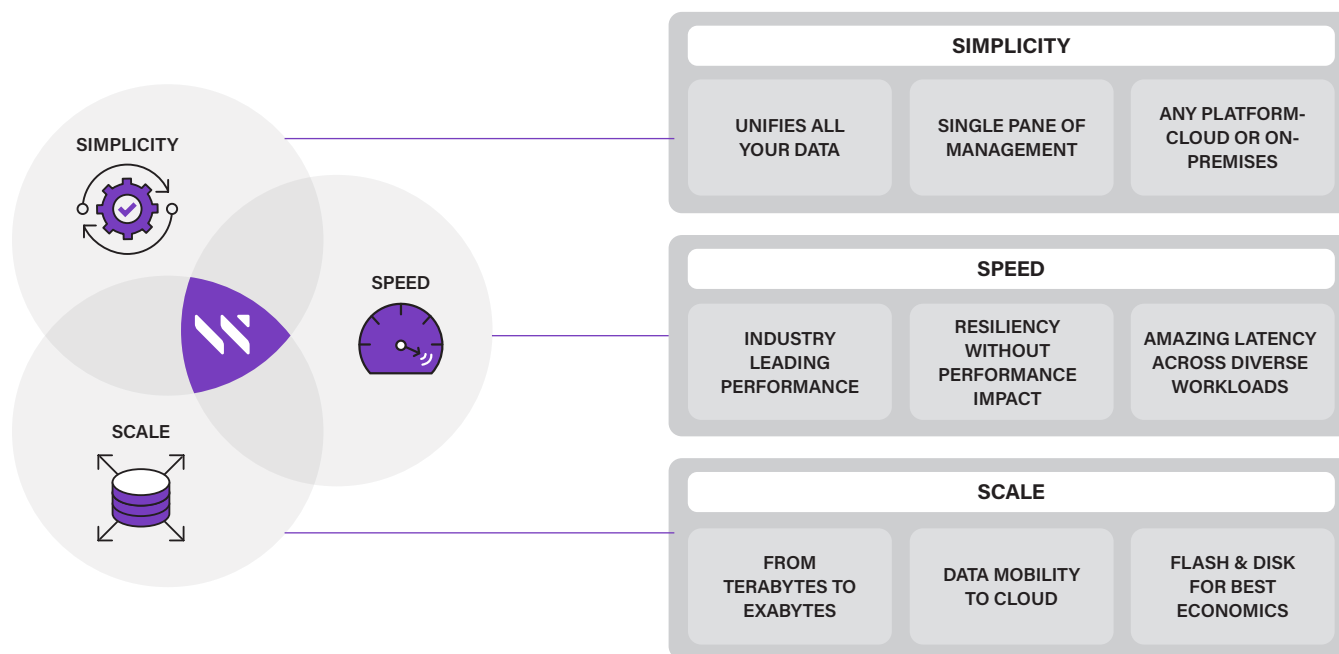 SIMPLICITY
SPEED
SCALE
SIMPLICITY
UNIFIES ALL
YOUR DATA
SINGLE PANE OF
MANAGEMENT
ANY PLATFORM-
CLOUD OR ON-
PREMISES
SPEED
INDUSTRY
LEADING
PERFORMANCE
RESILIENCY
WITHOUT
PERFORMANCE
IMPACT
AMAZING LATENCY
ACROSS DIVERSE
WORKLOADS
SCALE
FROM
TERABYTES TO
EXABYTES
DATA MOBILITY
TO CLOUD
FLASH & DISK
FOR BEST
ECONOMICS